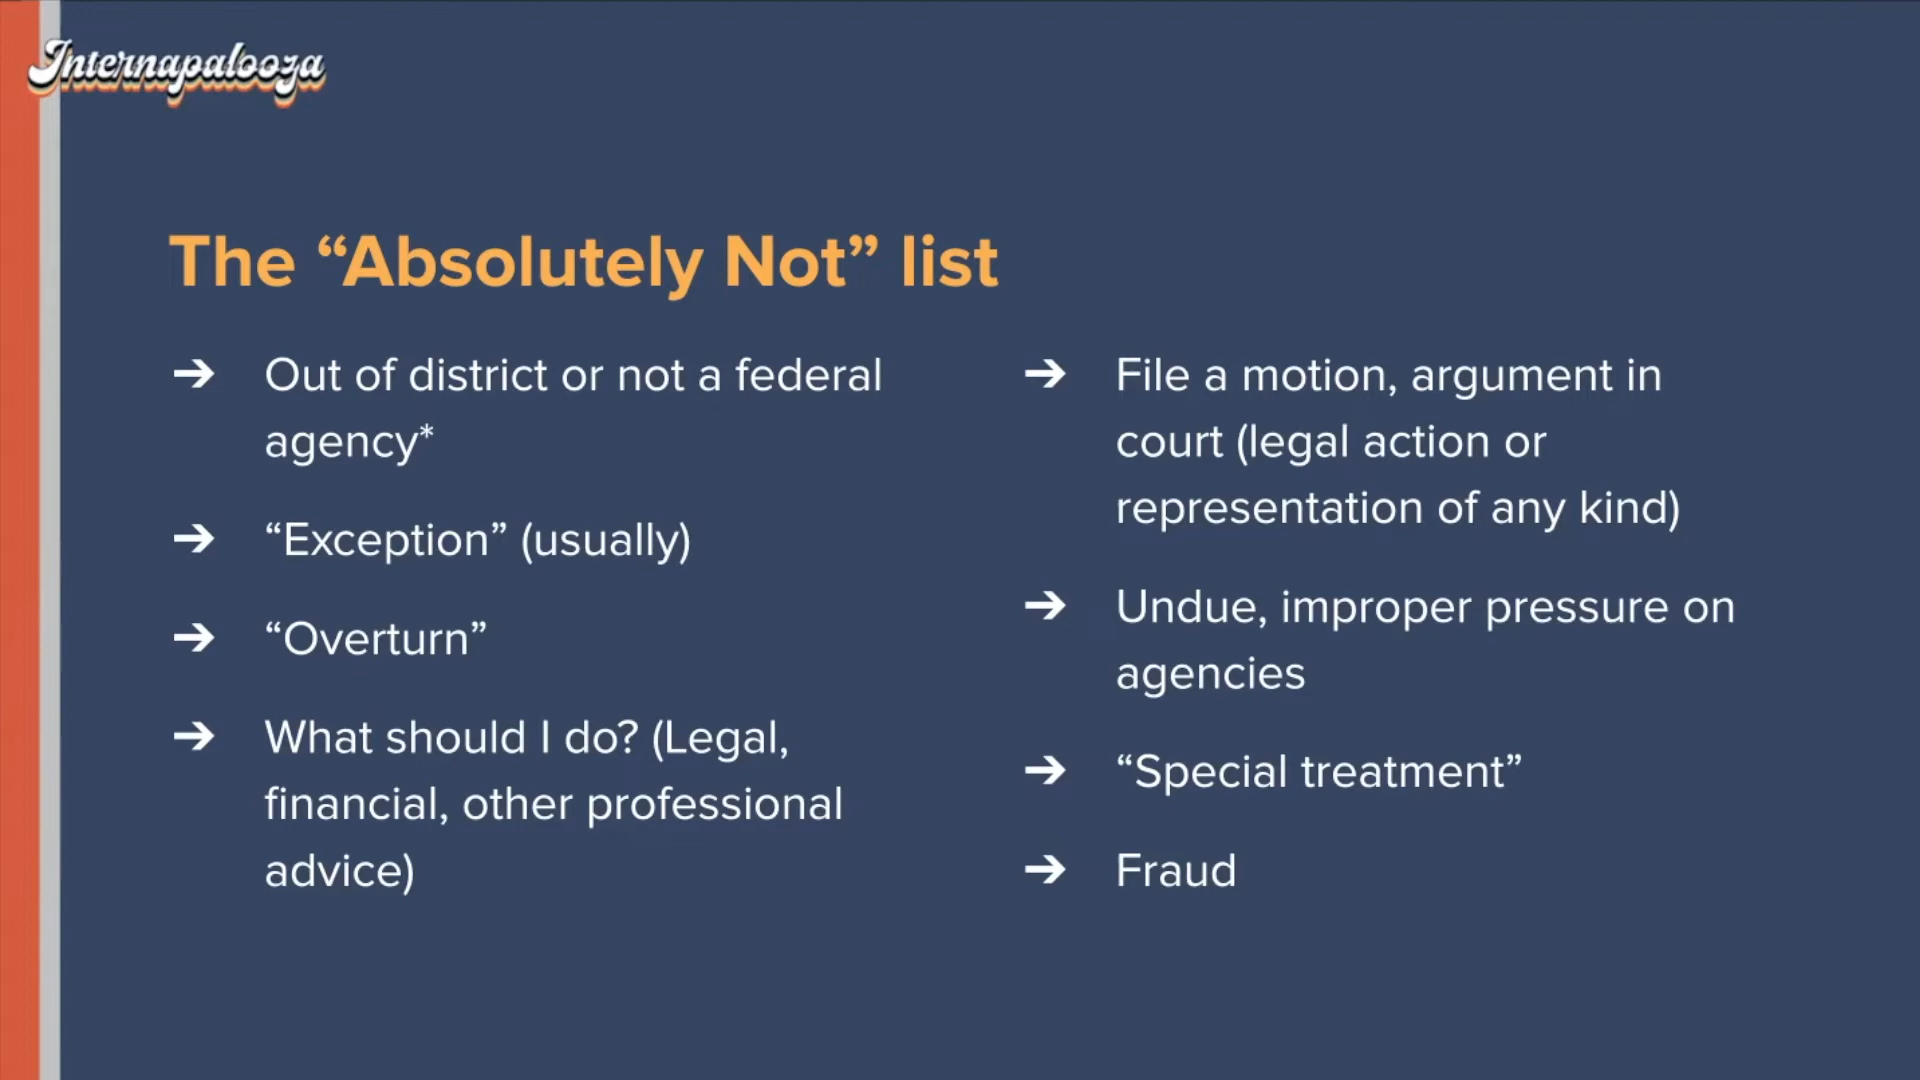 Internapalooza
The “Absolutely Not” list
➔ Out of district or not a federal
agency*
➔ “Exception” (usually)
➔ “Overturn”
➔ What should I do? (Legal,
financial, other professional
advice)
➔ File a motion, argument in
court (legal action or
representation of any kind)
➔ Undue, improper pressure on
agencies
➔ “Special treatment”
➔ Fraud